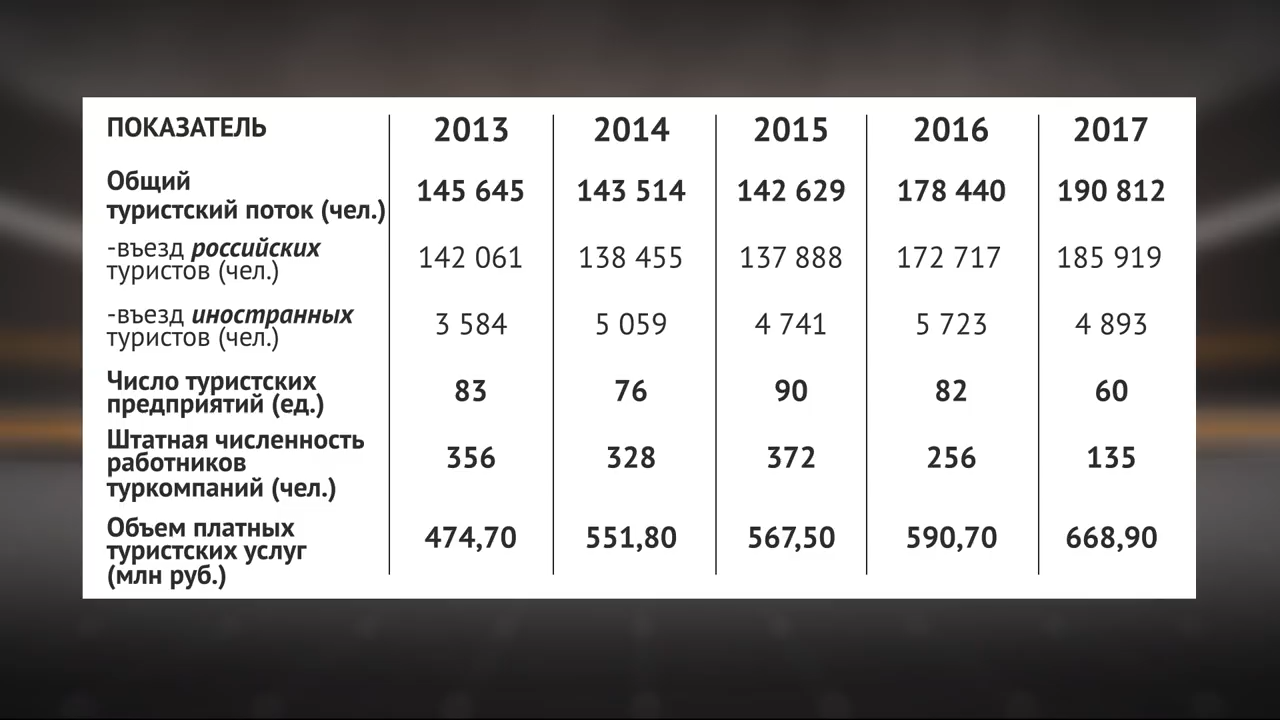 ПОКАЗАТЕЛЬ 2013 2014 2015 2016 2017
Общий
туристский поток (чел.) 145 645 143 514 142 629 178 440 190 812
-въезд российских
туристов (чел.) 142 061 138 455 137 888 172 717 185 919
-въезд иностранных
туристов (чел.) 3 584 5 059 4 741 5 723 4 893
Число туристских
предприятий (ед.) 83 76 90 82 60
Штатная численность
работников 356 328 372 256 135
туркомпаний (чел.)
Объем платных
туристских услуг 474,70 551,80 567,50 590,70 668,90
(млн руб.)